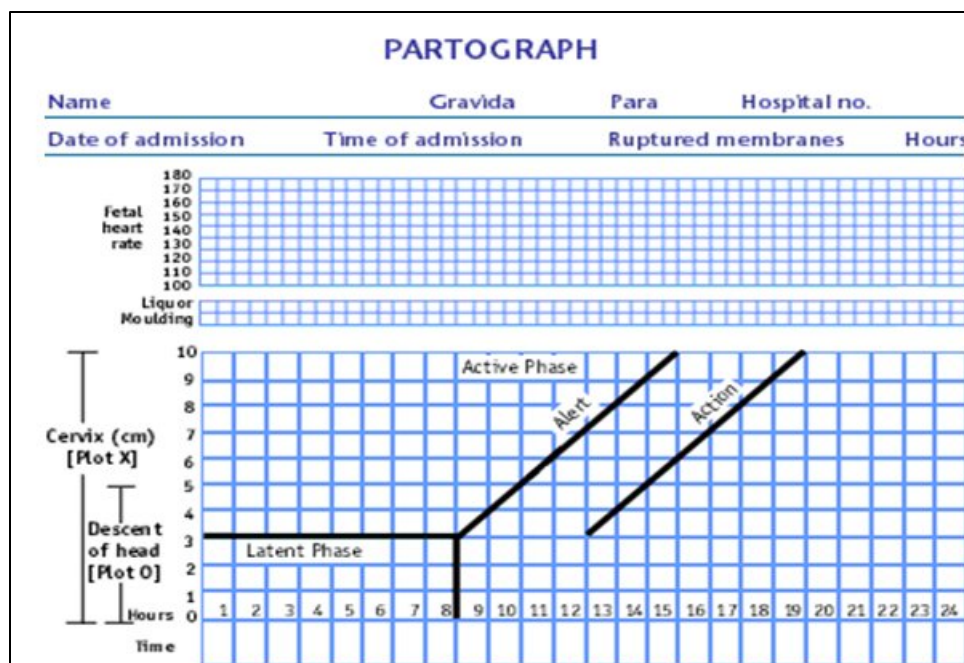 PARTOGRAPH
Name Gravida Para Hospital no.
Date of admission Time of admission Ruptured membranes Hours
180
170
160
150
140
130
120
110
100
Fetal
heart
rate
Liquor
Moulding
10
9
8
7
6
5
4
3
2
1
0
Cervix (cm)
[Plot X]
Descent
of head
[Plot O]
Active Phase
Alert
Action
Latent Phase
Hours 1 2 3 4 5 6 7 8 9 10 11 12 13 14 15 16 17 18 19 20 21 22 23 24
Time